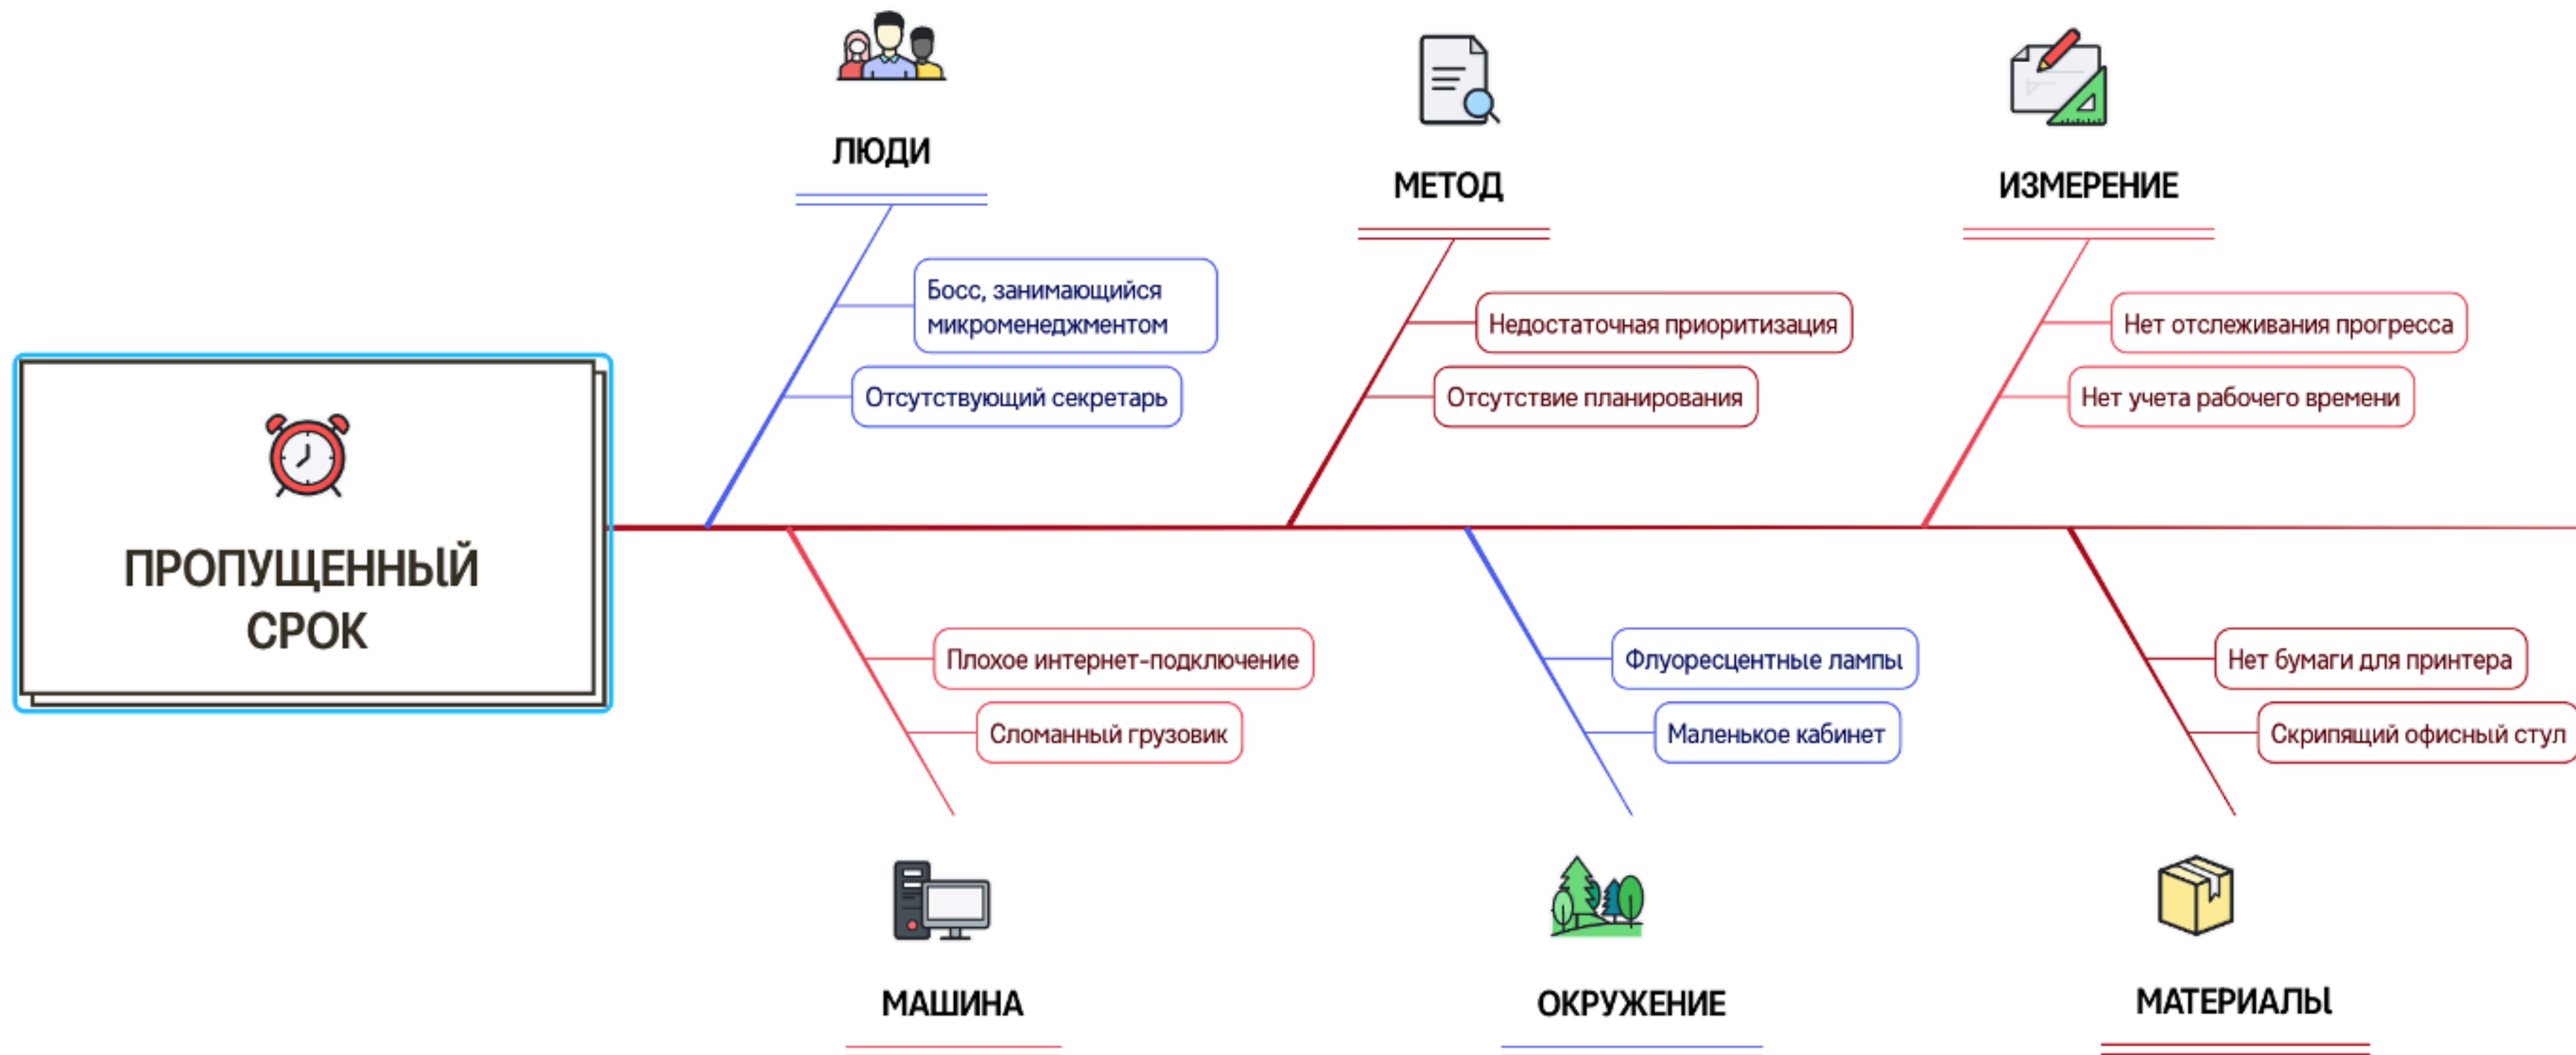 ЛЮДИ
МЕТОД
ИЗМЕРЕНИЕ
Босс, занимающийся
микроменеджментом
Отсутствующий секретарь
Недостаточная приоритизация
Отсутствие планирования
Нет отслеживания прогресса
Нет учета рабочего времени
ПРОПУЩЕННЫЙ
СРОК
Плохое интернет-подключение
Сломанный грузовик
Флуоресцентные лампы
Маленькое кабинет
Нет бумаги для принтера
Скрипящий офисный стул
МАШИНА
ОКРУЖЕНИЕ
МАТЕРИАЛЫ